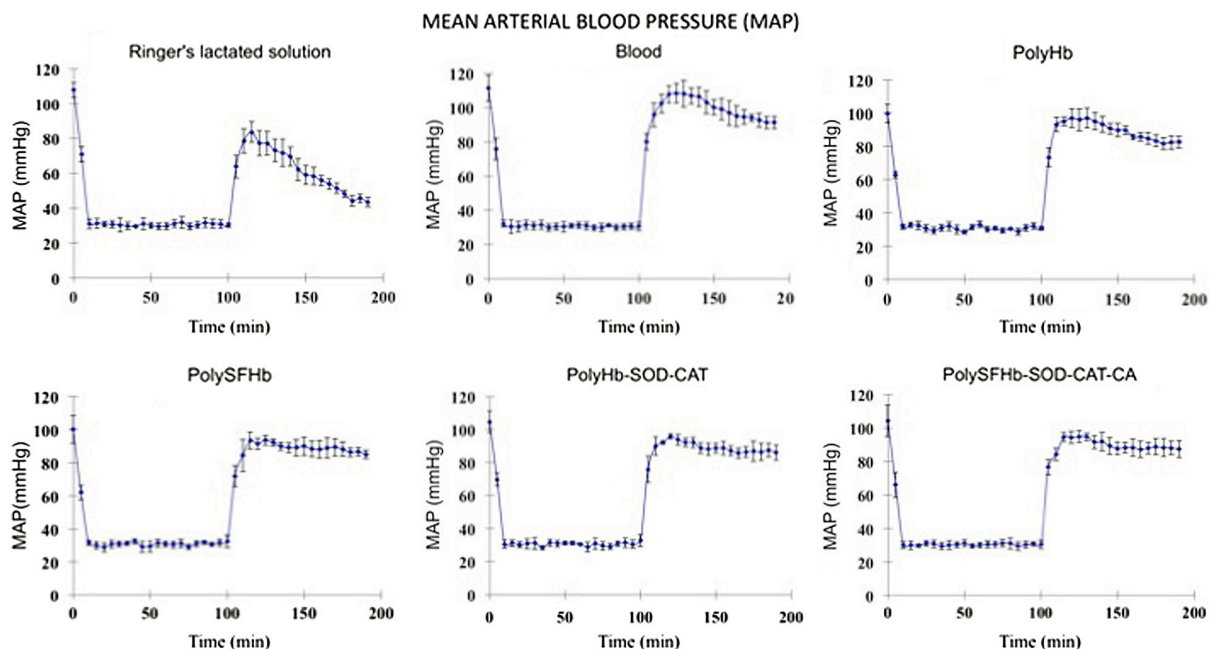 MEAN ARTERIAL BLOOD PRESSURE (MAP)
Ringer's lactated solution
MAP (mmHg)
120
100
80
60
40
20
0
0 50 100 150 200
Time (min)
Blood
MAP (mmHg)
120
100
80
60
40
20
0
0 50 100 150 20
Time (min)
PolyHb
MAP (mmHg)
120
100
80
60
40
20
0
0 50 100 150 200
Time (min)
PolySFHb
MAP(mmHg)
120
100
80
60
40
20
0
0 50 100 150 200
Time (min)
PolyHb-SOD-CAT
MAP (mmHg)
120
100
80
60
40
20
0
0 50 100 150 200
Time (min)
PolySFHb-SOD-CAT-CA
MAP (mmHg)
120
100
80
60
40
20
0
0 50 100 150 200
Time (min)